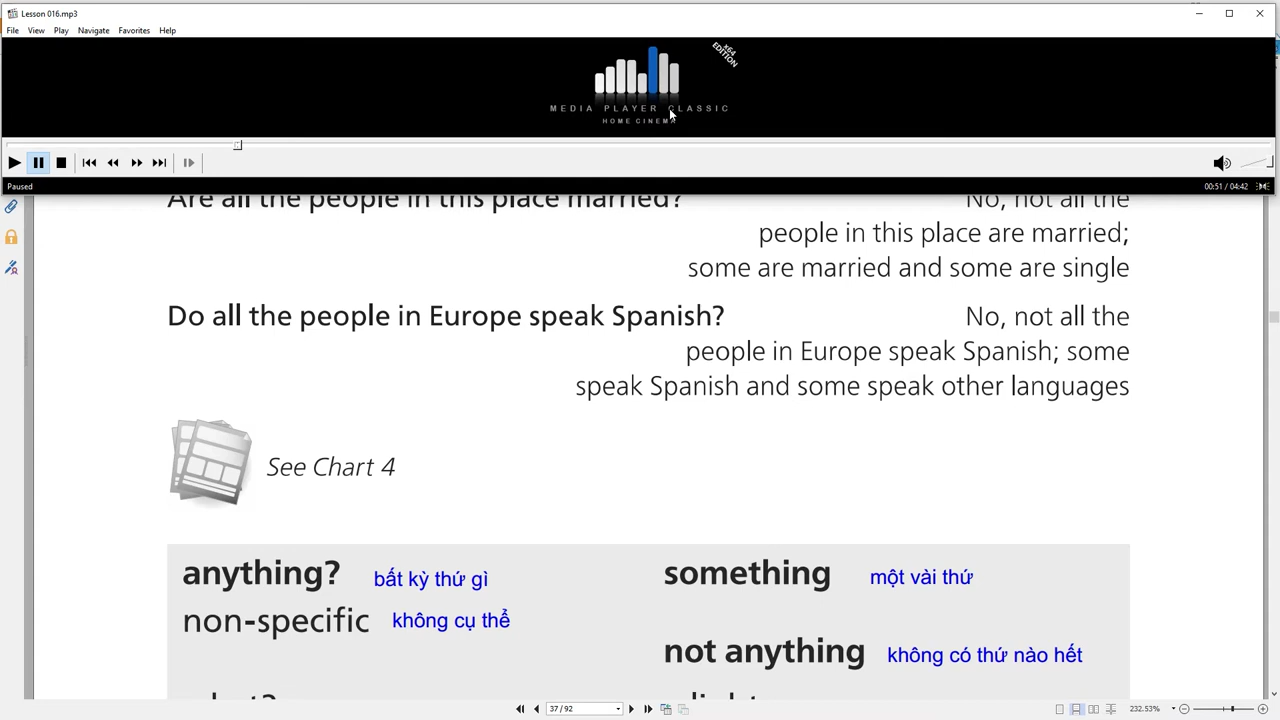 Lesson 016.mp3
File View Play Navigate Favorites Help
x64 EDITION
MEDIA PLAYER CLASSIC
HOME CINEMA
Paused
00:51 / 04:42
Are all the people in this place married? No, not all the
people in this place are married;
some are married and some are single
Do all the people in Europe speak Spanish? No, not all the
people in Europe speak Spanish; some
speak Spanish and some speak other languages
See Chart 4
anything? bất kỳ thứ gì something một vài thứ
non-specific không cụ thể
not anything không có thứ nào hết
37 / 92
232.53%